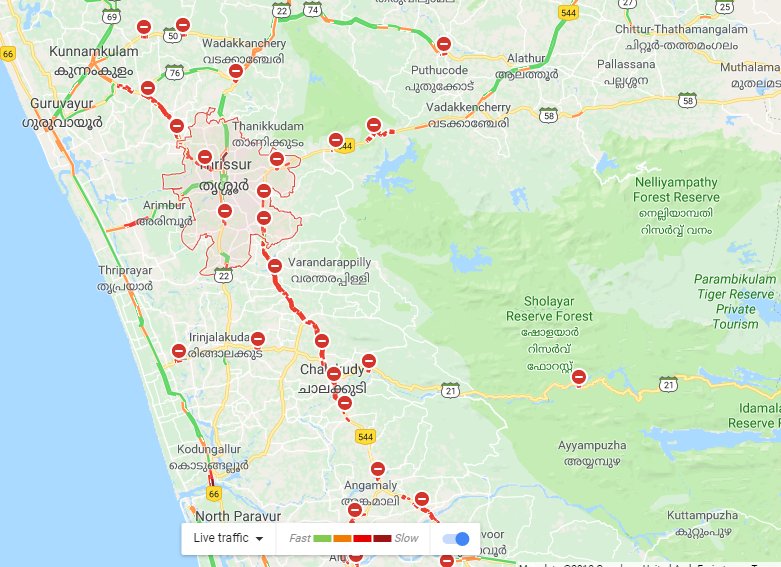 തിരുവില്വാമല
69
22
74
27
25
544
50
Chittur-Thathamangalam
ചിറ്റൂർ-തത്തമംഗലം
Kunnamkulam
കുന്നംകുളം
Wadakkanchery
വടക്കാഞ്ചേരി
66
76
Alathur
ആലത്തൂർ
Puthucode
പുതുക്കോട്
Pallassana
പല്ലശ്ശന
Muthalama
മുതലമട
Guruvayur
ഗുരുവായൂർ
Vadakkencherry
വടക്കാഞ്ചേരി
58
58
Thanikkudam
താണിക്കുടം
544
Thrissur
തൃശ്ശൂർ
Nelliyampathy
Forest Reserve
നെല്ലിയാമ്പതി
റിസർവ്വ് വനം
Arimbur
അരിമ്പൂർ
Thriprayar
തൃപ്രയാർ
22
Varandarappilly
വരന്തരപ്പിള്ളി
Parambikulam
Tiger Reserve
Private
Tourism
Sholayar
Reserve Forest
ഷോളയാർ
റിസർവ്
ഫോറസ്റ്റ്
Irinjalakuda
രിങ്ങാലക്കുട
Chalakudy
ചാലക്കുടി
21
21
Idamala
Reserve F
544
Kodungallur
കൊടുങ്ങല്ലൂർ
Ayyampuzha
അയ്യമ്പുഴ
66
Angamaly
അങ്കമാലി
North Paravur
Kuttampuzha
കുറ്റംപുഴ
Live traffic
Fast
Slow
voor
വൂർ